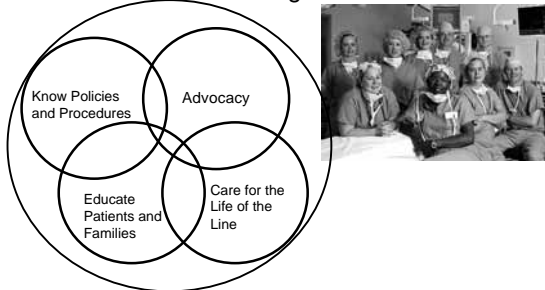 Know Policies
and Procedures
Advocacy
Educate
Patients and
Families
Care for the
Life of the
Line